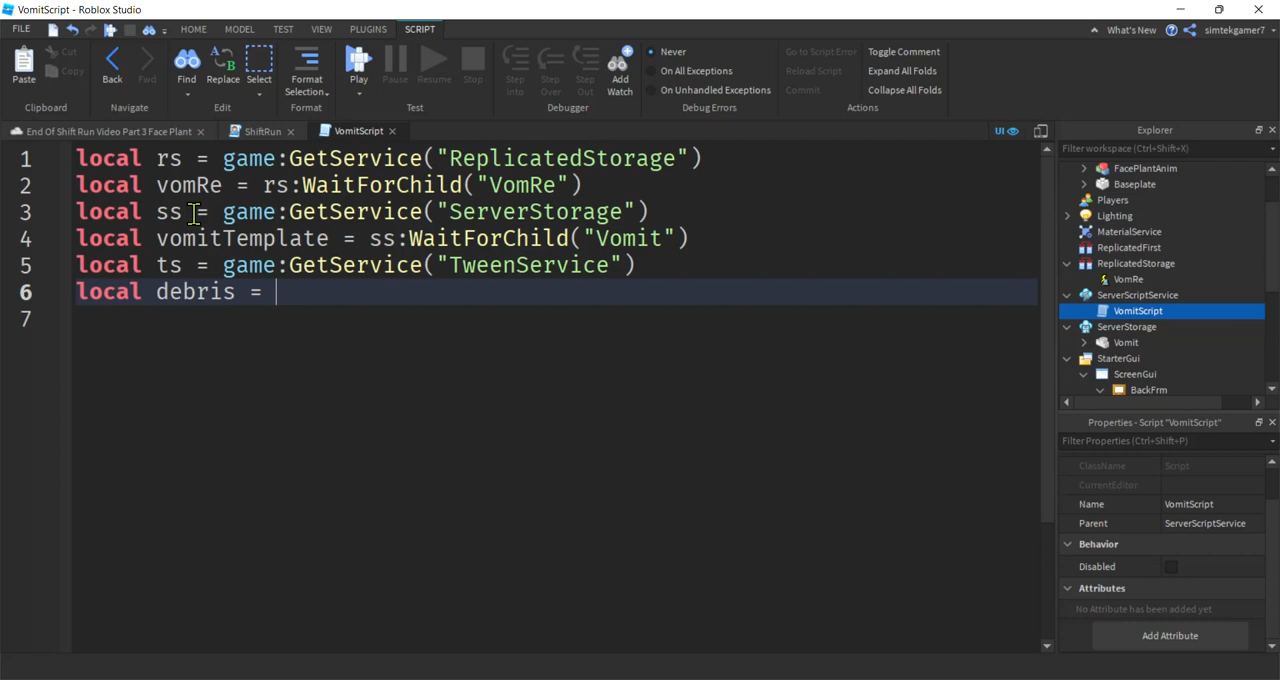 VomitScript - Roblox Studio
FILE HOME MODEL TEST VIEW PLUGINS SCRIPT What's New simtekgamer7
Paste Cut Copy Back Fwd Find Replace Select Format Selection Play Pause Resume Stop Step Into Step Over Step Out Add Watch
Never
On All Exceptions
On Unhandled Exceptions
Go to Script Error
Reload Script
Commit
Toggle Comment
Expand All Folds
Collapse All Folds
Clipboard Navigate Edit Format Test Debugger Debug Errors Actions
End Of Shift Run Video Part 3 Face Plant ShiftRun VomitScript UI
1 local rs = game:GetService("ReplicatedStorage")
2 local vomRe = rs:WaitForChild("VomRe")
3 local ss = game:GetService("ServerStorage")
4 local vomitTemplate = ss:WaitForChild("Vomit")
5 local ts = game:GetService("TweenService")
6 local debris =
7
Explorer
Filter workspace (Ctrl+Shift+X)
FacePlantAnim
Baseplate
Players
Lighting
MaterialService
ReplicatedFirst
ReplicatedStorage
VomRe
ServerScriptService
VomitScript
ServerStorage
Vomit
StarterGui
ScreenGui
BackFrm
Properties - Script "VomitScript"
Filter Properties (Ctrl+Shift+P)
ClassName Script
CurrentEditor
Name VomitScript
Parent ServerScriptService
Behavior
Disabled
Attributes
No Attribute has been added yet
Add Attribute